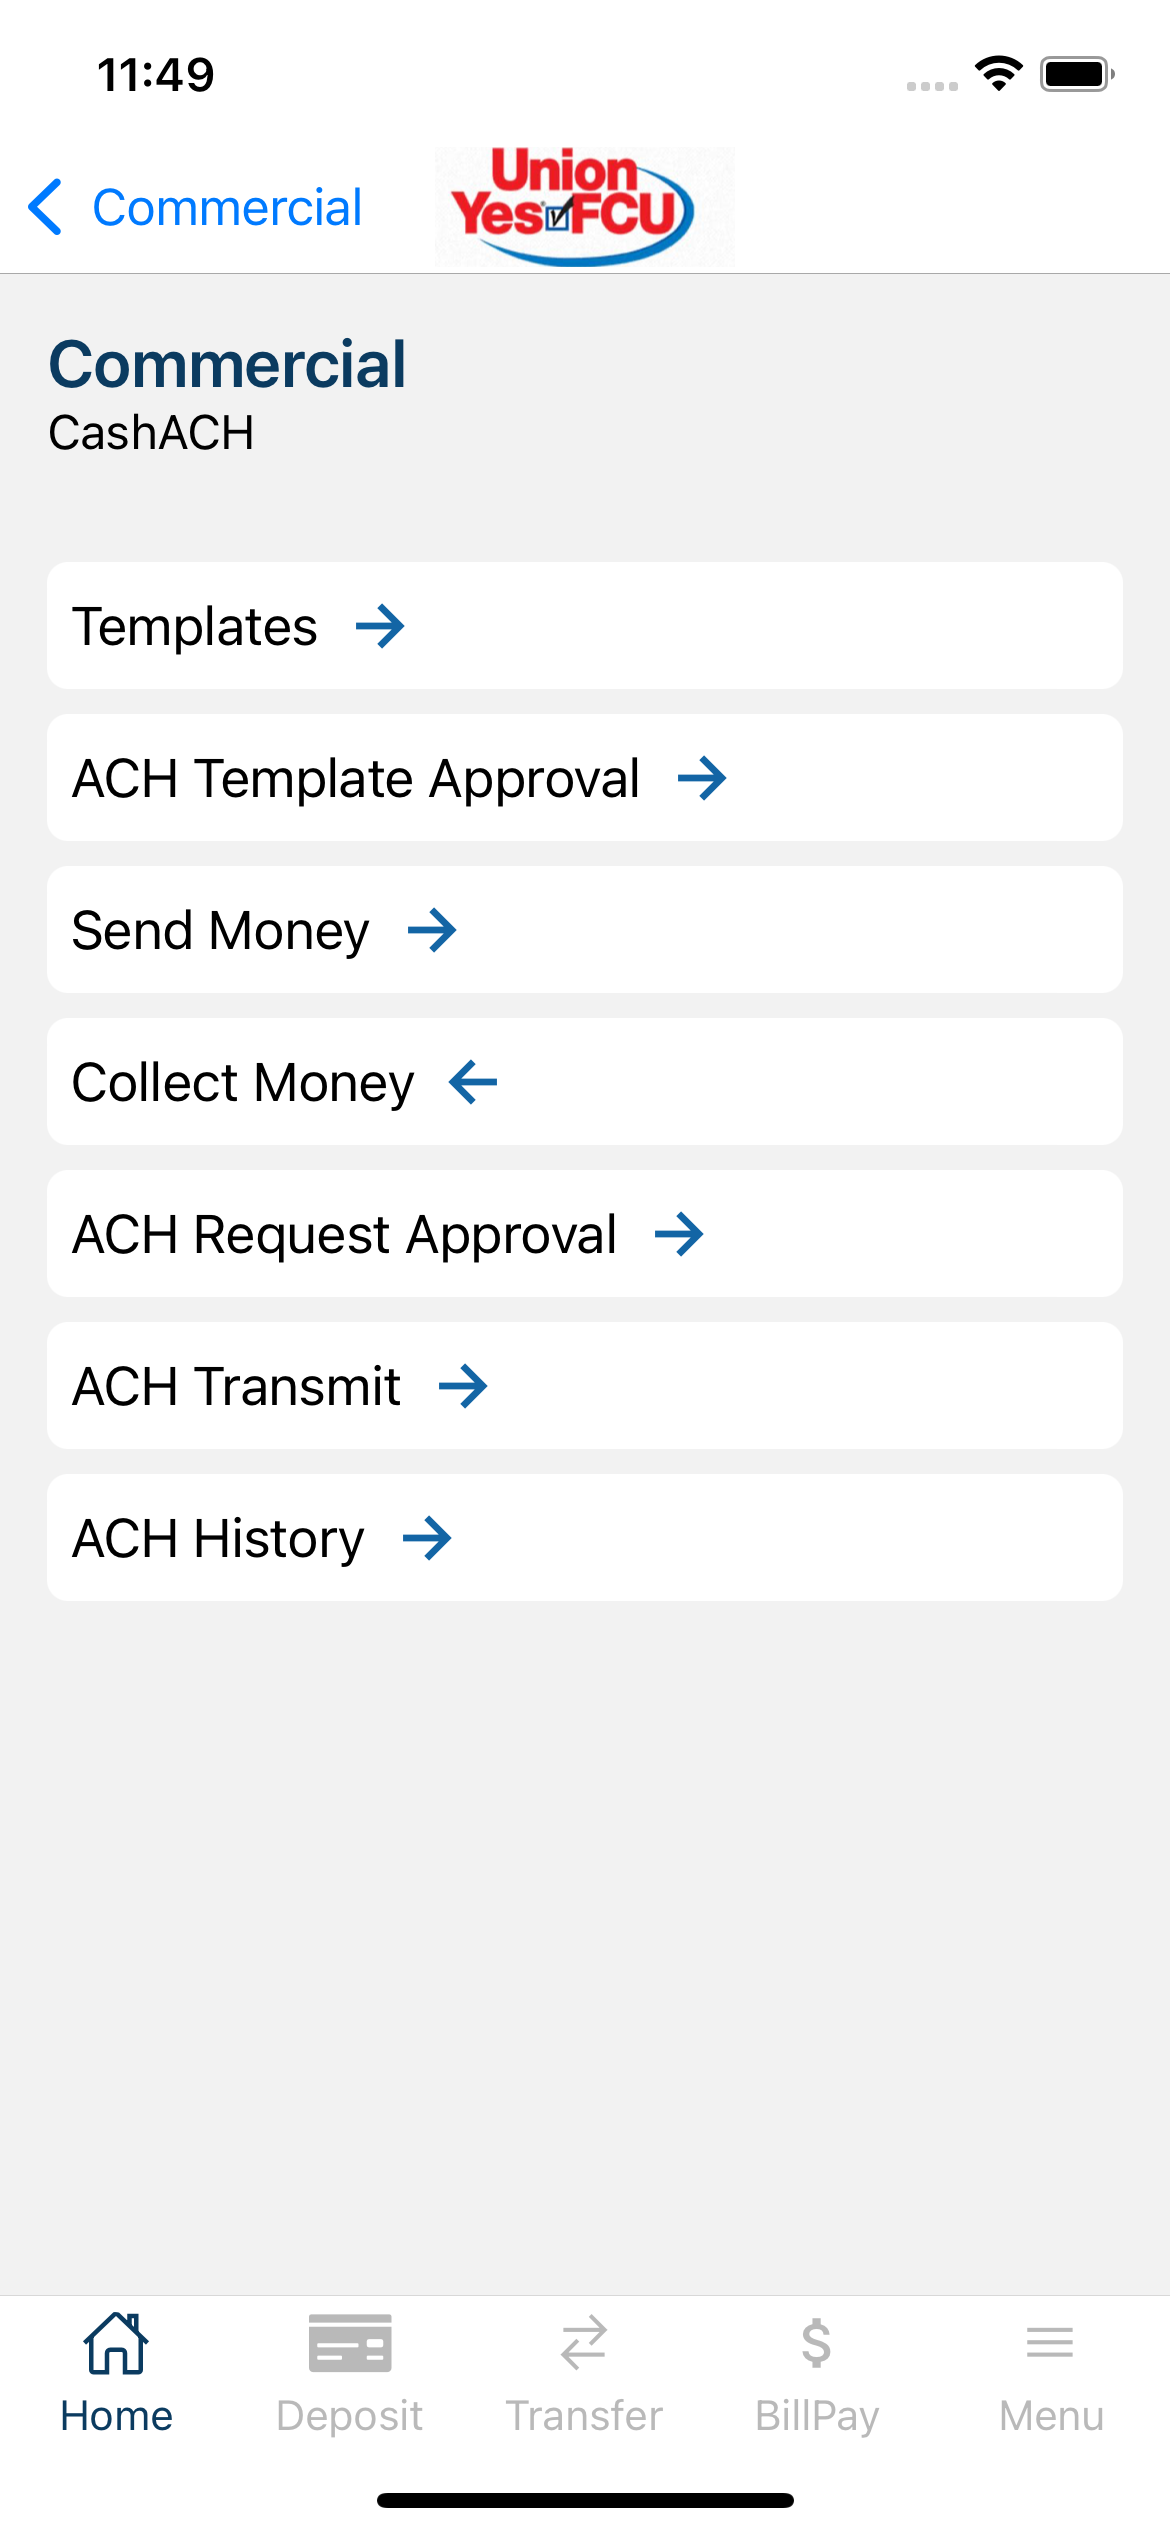 11:49
Commercial
Union
Yes FCU
Commercial
CashACH
Templates
ACH Template Approval
Send Money
Collect Money
ACH Request Approval
ACH Transmit
ACH History
Home
Deposit
Transfer
BillPay
Menu